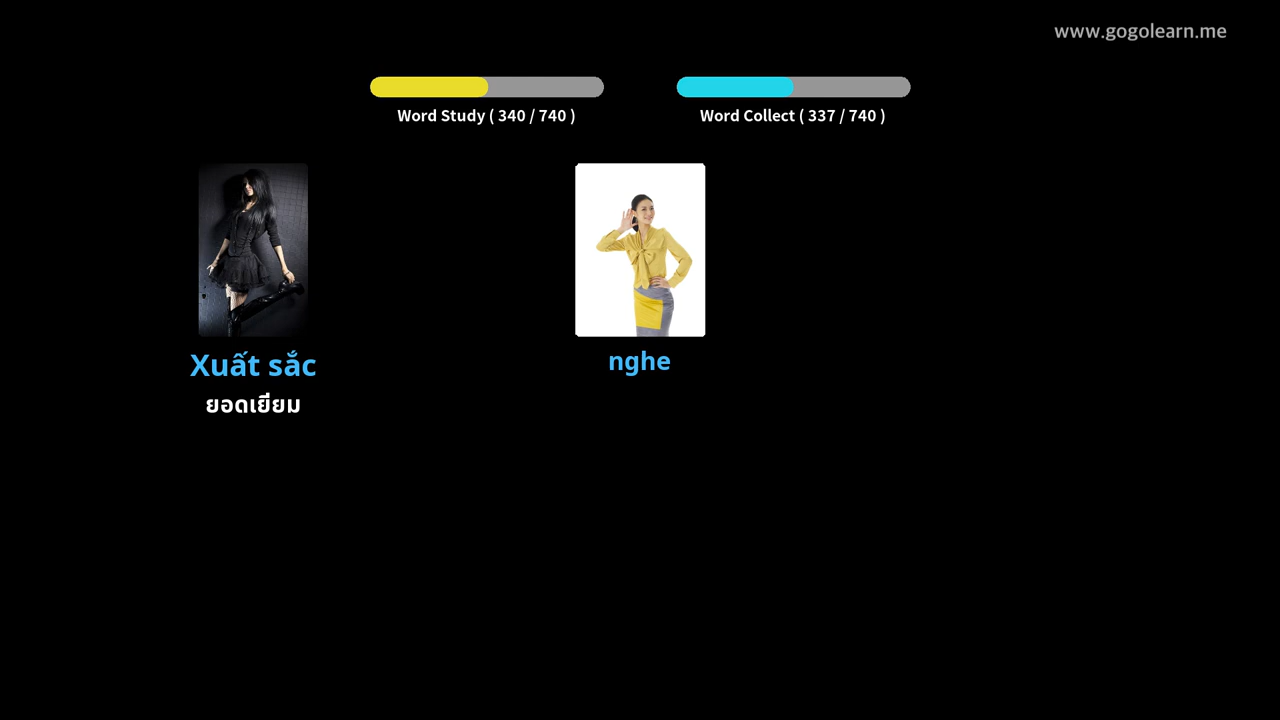 www.gogolearn.me
Word Study ( 340 / 740 )
Word Collect ( 337 / 740 )
Xuất sắc
ยอดเยี่ยม
nghe